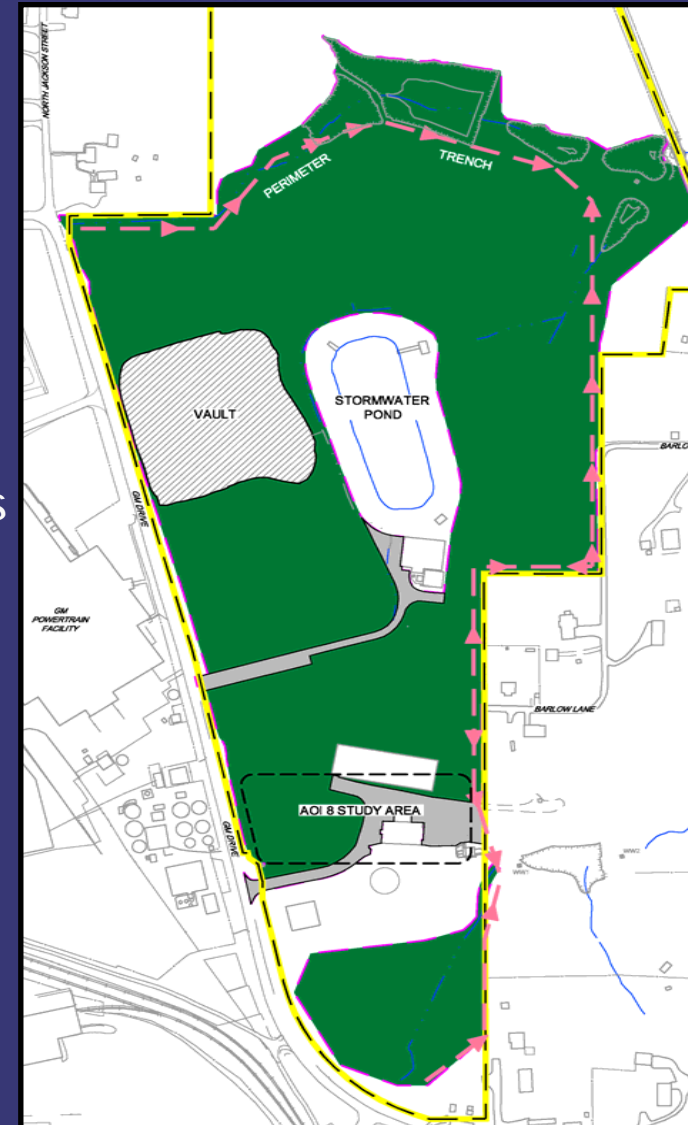 NORTH JACKSON STREET
PERIMETER
TRENCH
VAULT
STORMWATER
POND
S
GM DRIVE
GM
POWERTRAIN
FACILITY
BARLO
BARLOW LANE
AOI 8 STUDY AREA
GM DRIVE
WW1
WW2